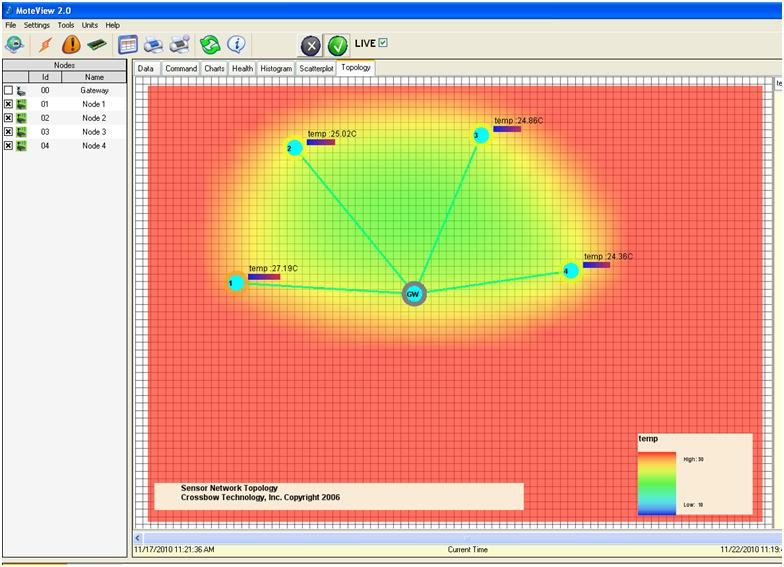 MoteView 2.0
File Settings Tools Units Help
LIVE
Nodes
Id Name
00 Gateway
01 Node 1
02 Node 2
03 Node 3
04 Node 4
Data Command Charts Health Histogram Scatterplot Topology
te
temp :24.86C
3
temp :25.02C
2
temp :24.36C
4
temp :27.19C
1
GW
temp
High: 30
Low: 10
Sensor Network Topology
Crossbow Technology, Inc. Copyright 2006
11/17/2010 11:21:36 AM Current Time 11/22/2010 11:19: